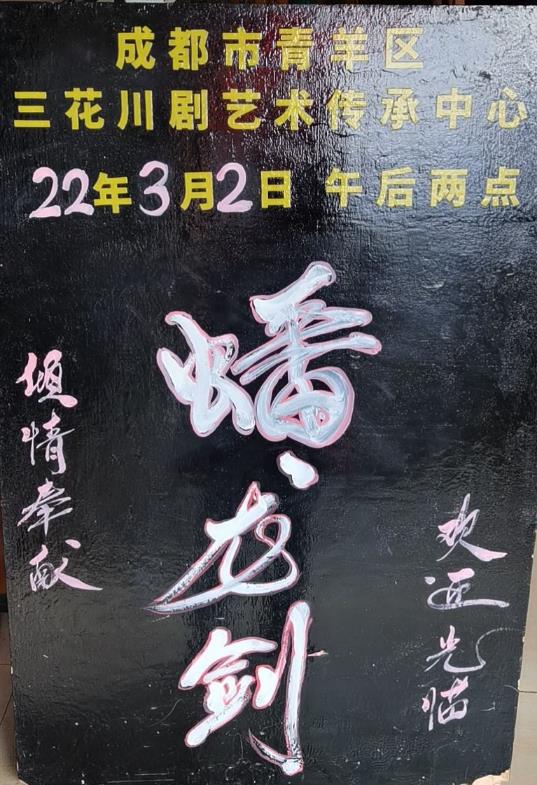 成都市青羊区
三花川剧艺术传承中心
22年3月2日 午后两点
蟠龙剑
倾情奉献
欢迎光临